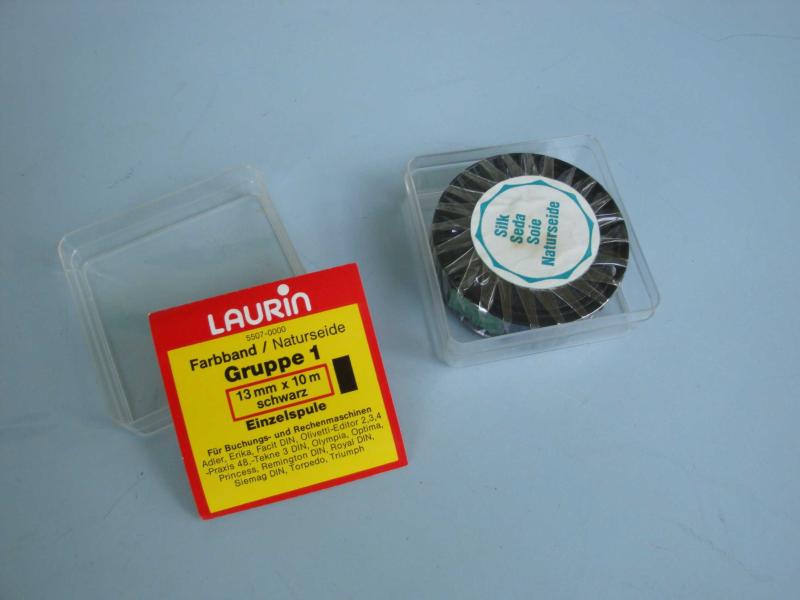 LAURIN
5507-0000
Farbband / Naturseide
Gruppe 1
13 mm x 10 m
schwarz
Einzelspule
Für Buchungs- und Rechenmaschinen
Adler, Erika, Facit DIN, Olivetti-Editor 2,3,4
-Praxis 48,-Tekne 3 DIN, Olympia, Optima,
Princess, Remington DIN, Royal DIN,
Siemag DIN, Torpedo, Triumph
Silk
Seda
Soie
Naturseide